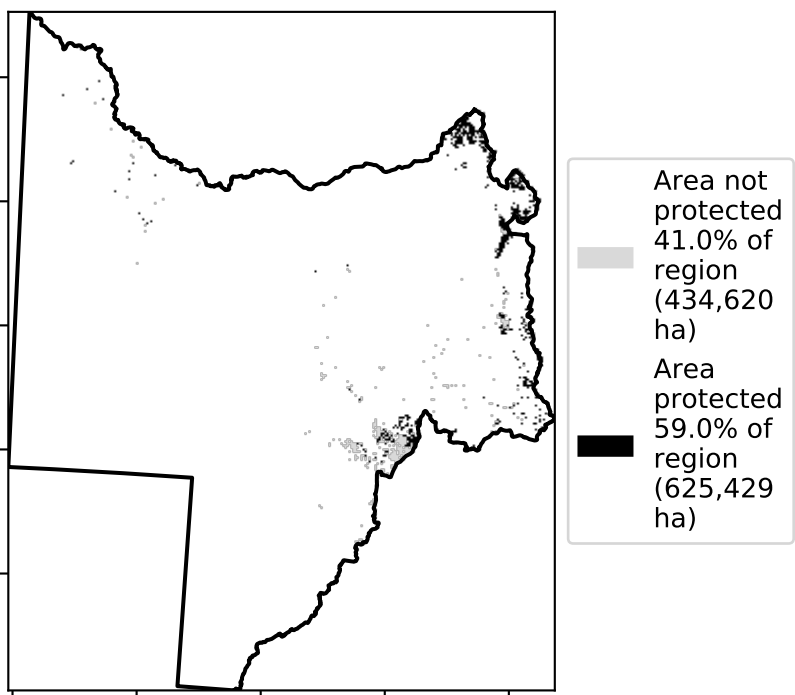 Area not
protected
41.0% of
region
(434,620
ha)
Area
protected
59.0% of
region
(625,429
ha)